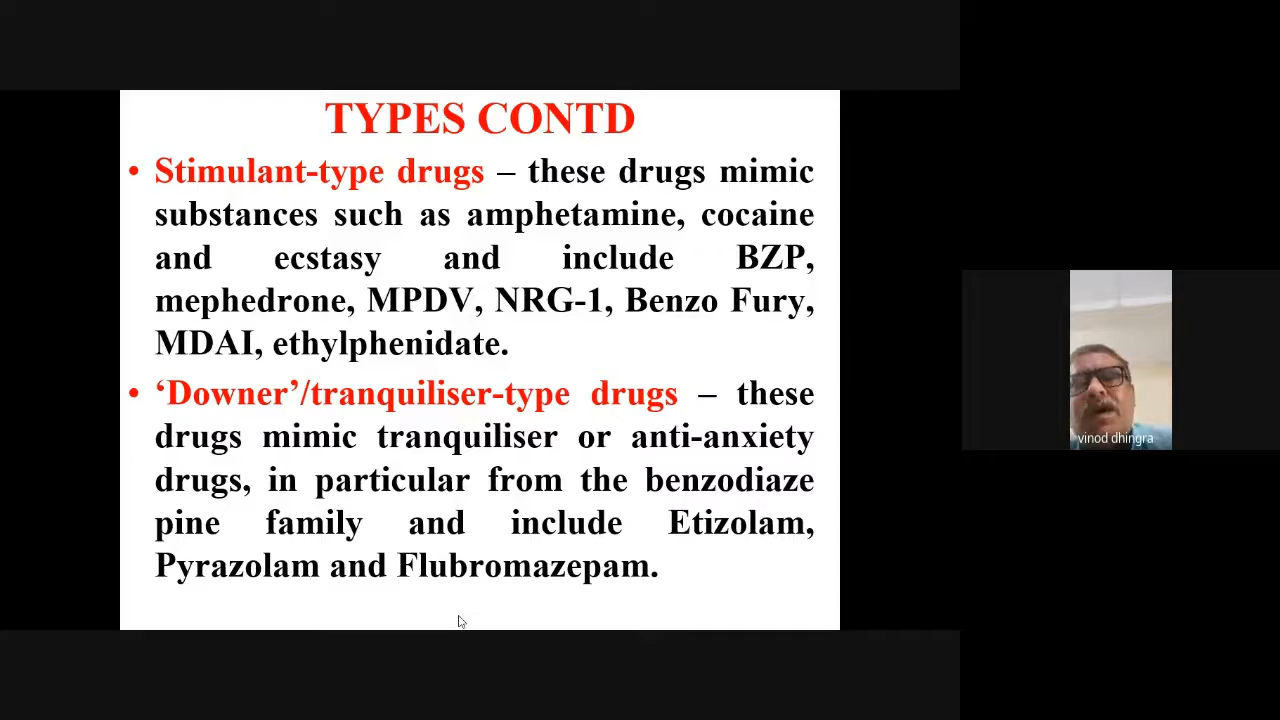 TYPES CONTD
• Stimulant-type drugs – these drugs mimic
substances such as amphetamine, cocaine
and ecstasy and include BZP,
mephedrone, MPDV, NRG-1, Benzo Fury,
MDAI, ethylphenidate.
• ‘Downer’/tranquiliser-type drugs – these
drugs mimic tranquiliser or anti-anxiety
drugs, in particular from the benzodiaze
pine family and include Etizolam,
Pyrazolam and Flubromazepam.
vinod dhingra